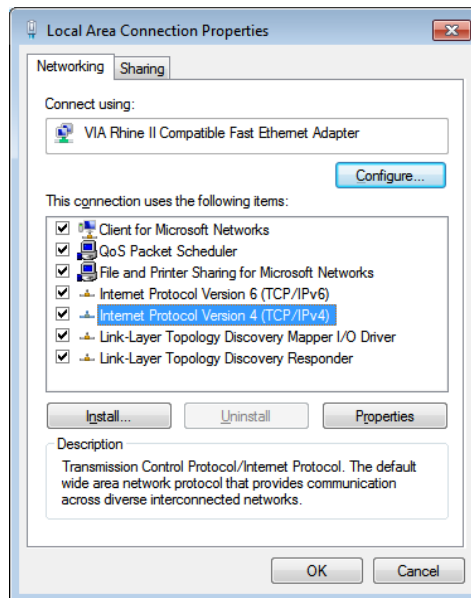 Local Area Connection Properties
Networking
Sharing
Connect using:
VIA Rhine II Compatible Fast Ethernet Adapter
Configure...
This connection uses the following items:
Client for Microsoft Networks
QoS Packet Scheduler
File and Printer Sharing for Microsoft Networks
Internet Protocol Version 6 (TCP/IPv6)
Internet Protocol Version 4 (TCP/IPv4)
Link-Layer Topology Discovery Mapper I/O Driver
Link-Layer Topology Discovery Responder
Install...
Uninstall
Properties
Description
Transmission Control Protocol/Internet Protocol. The default
wide area network protocol that provides communication
across diverse interconnected networks.
OK
Cancel